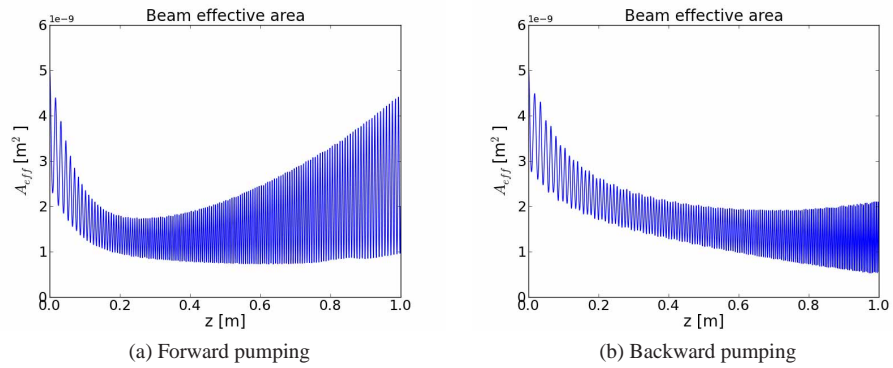 Beam effective area
1e−9
6
5
4
3
2
1
0
A_eff [m²]
0.0 0.2 0.4 0.6 0.8 1.0
z [m]
(a) Forward pumping
Beam effective area
1e−9
6
5
4
3
2
1
0
A_eff [m²]
0.0 0.2 0.4 0.6 0.8 1.0
z [m]
(b) Backward pumping